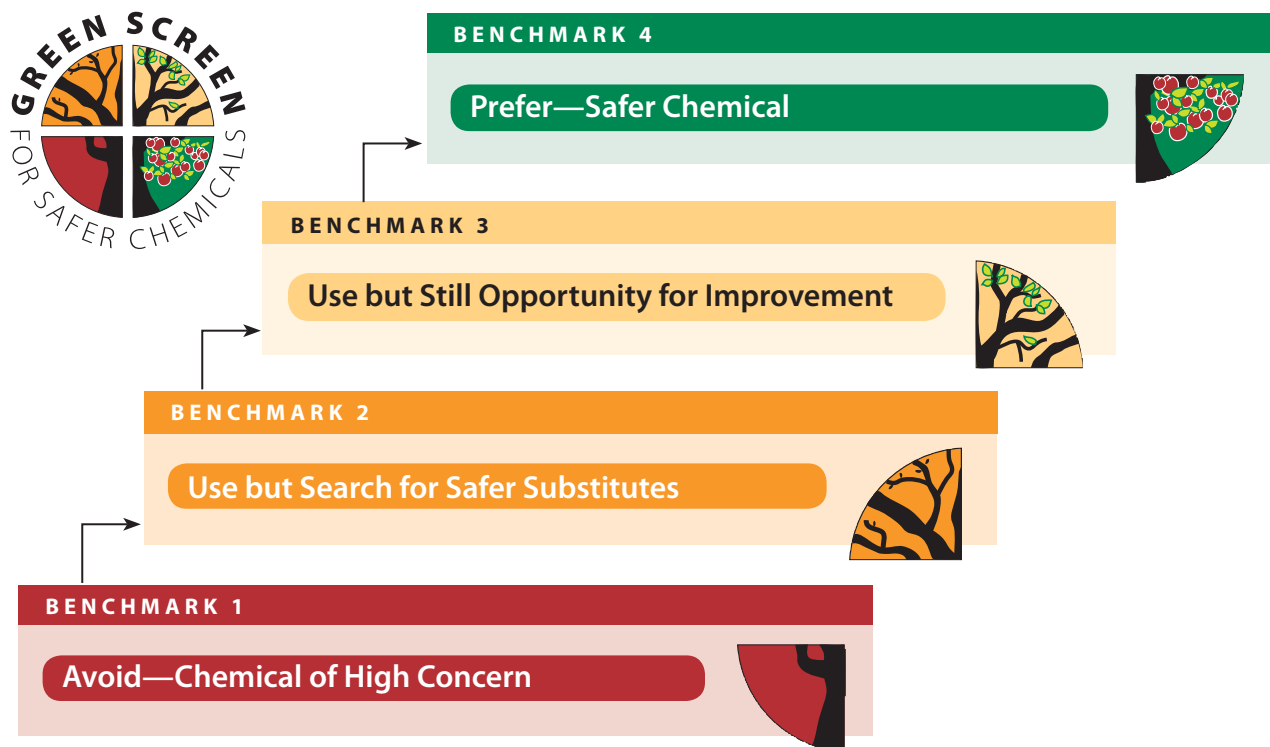 GREEN SCREEN
FOR SAFER CHEMICALS
BENCHMARK 4
Prefer—Safer Chemical
BENCHMARK 3
Use but Still Opportunity for Improvement
BENCHMARK 2
Use but Search for Safer Substitutes
BENCHMARK 1
Avoid—Chemical of High Concern